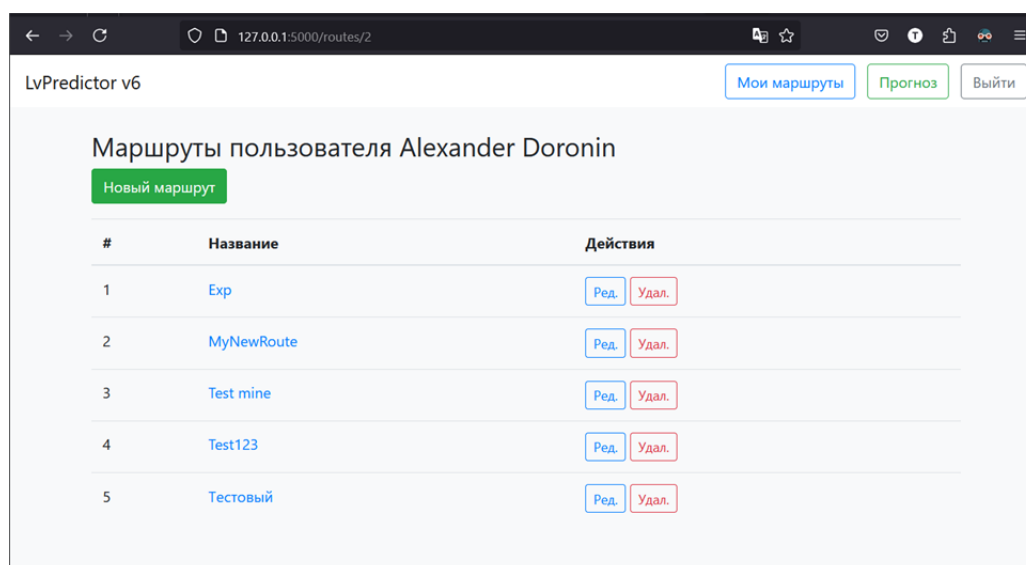 127.0.0.1:5000/routes/2
LvPredictor v6 Мои маршруты Прогноз Выйти
Маршруты пользователя Alexander Doronin
Новый маршрут
# Название Действия
1 Exp Ред. Удал.
2 MyNewRoute Ред. Удал.
3 Test mine Ред. Удал.
4 Test123 Ред. Удал.
5 Тестовый Ред. Удал.